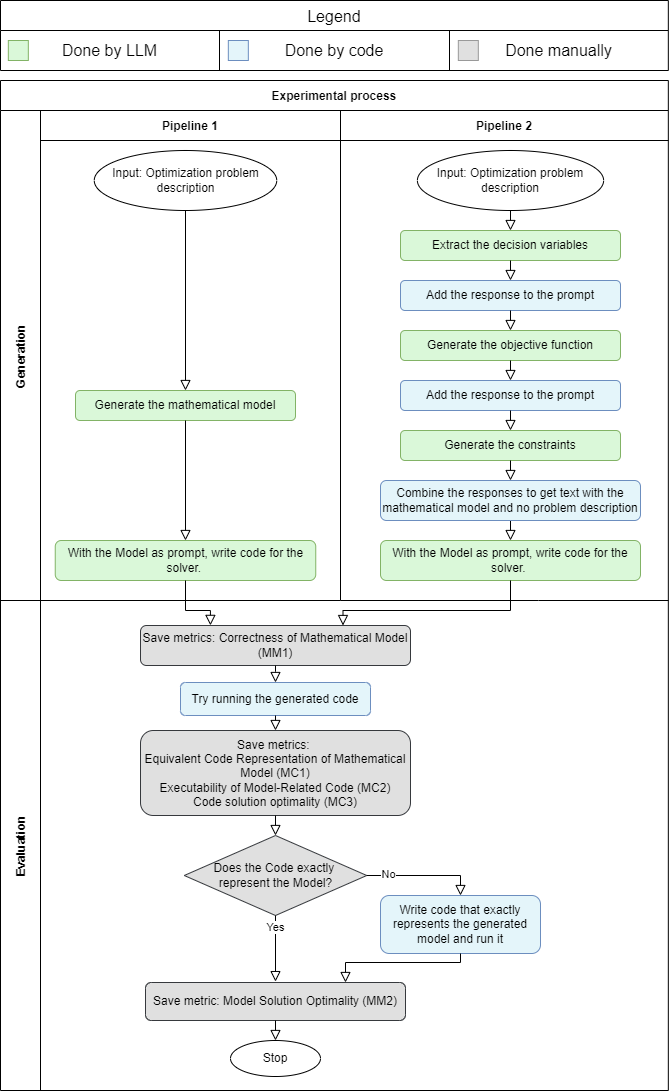 Legend
Done by LLM
Done by code
Done manually
Experimental process
Pipeline 1
Pipeline 2
Generation
Input: Optimization problem
description
Generate the mathematical model
With the Model as prompt, write code for the
solver.
Input: Optimization problem
description
Extract the decision variables
Add the response to the prompt
Generate the objective function
Add the response to the prompt
Generate the constraints
Combine the responses to get text with the
mathematical model and no problem description
With the Model as prompt, write code for the
solver.
Evaluation
Save metrics: Correctness of Mathematical Model
(MM1)
Try running the generated code
Save metrics:
Equivalent Code Representation of Mathematical
Model (MC1)
Executability of Model-Related Code (MC2)
Code solution optimality (MC3)
Does the Code exactly
represent the Model?
No
Write code that exactly
represents the generated
model and run it
Yes
Save metric: Model Solution Optimality (MM2)
Stop